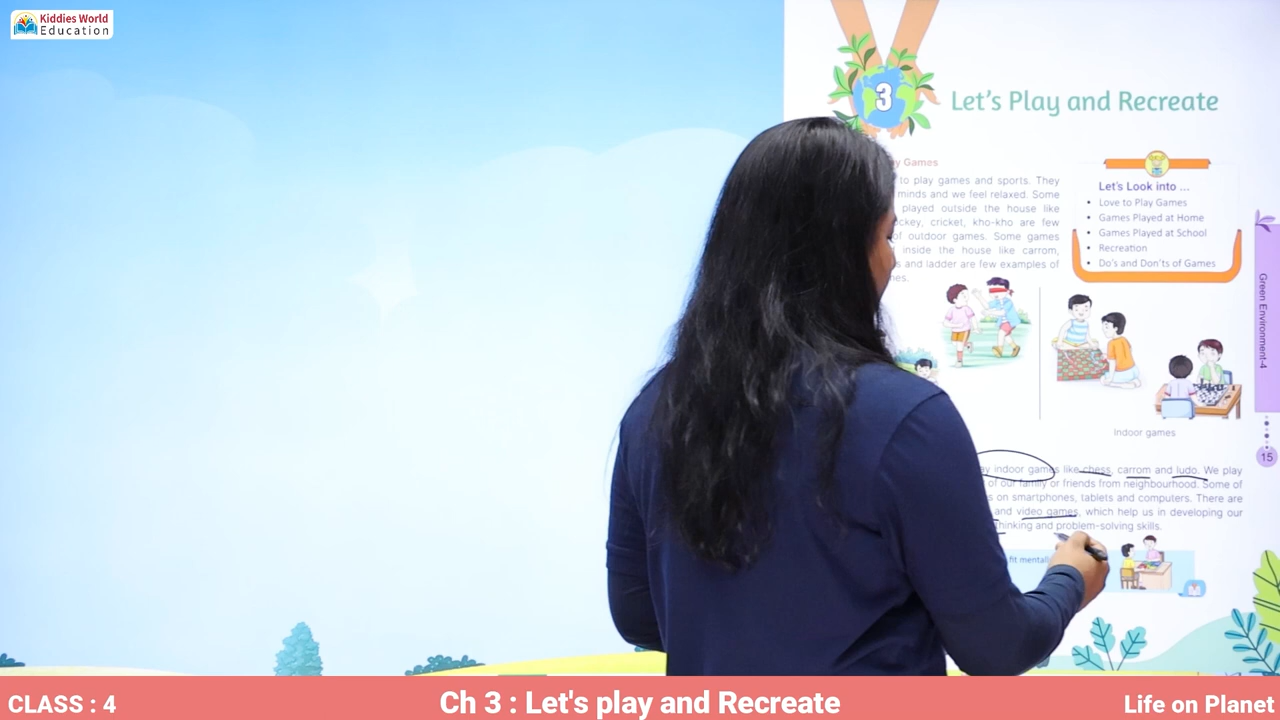 Kiddies World
Education
3
Let's Play and Recreate
Games
to play games and sports. They
minds and we feel relaxed. Some
played outside the house like
cricket, kho-kho are few
of outdoor games. Some games
inside the house like carrom,
and ladder are few examples of
Let's Look into ...
• Love to Play Games
• Games Played at Home
• Games Played at School
• Recreation
• Do's and Don'ts of Games
Green Environment-4
Indoor games
15
indoor games like chess, carrom and ludo. We play
of our family or friends from neighbourhood. Some of
on smartphones, tablets and computers. There are
and video games, which help us in developing our
thinking and problem-solving skills.
fit
CLASS : 4
Ch 3 : Let's play and Recreate
Life on Planet